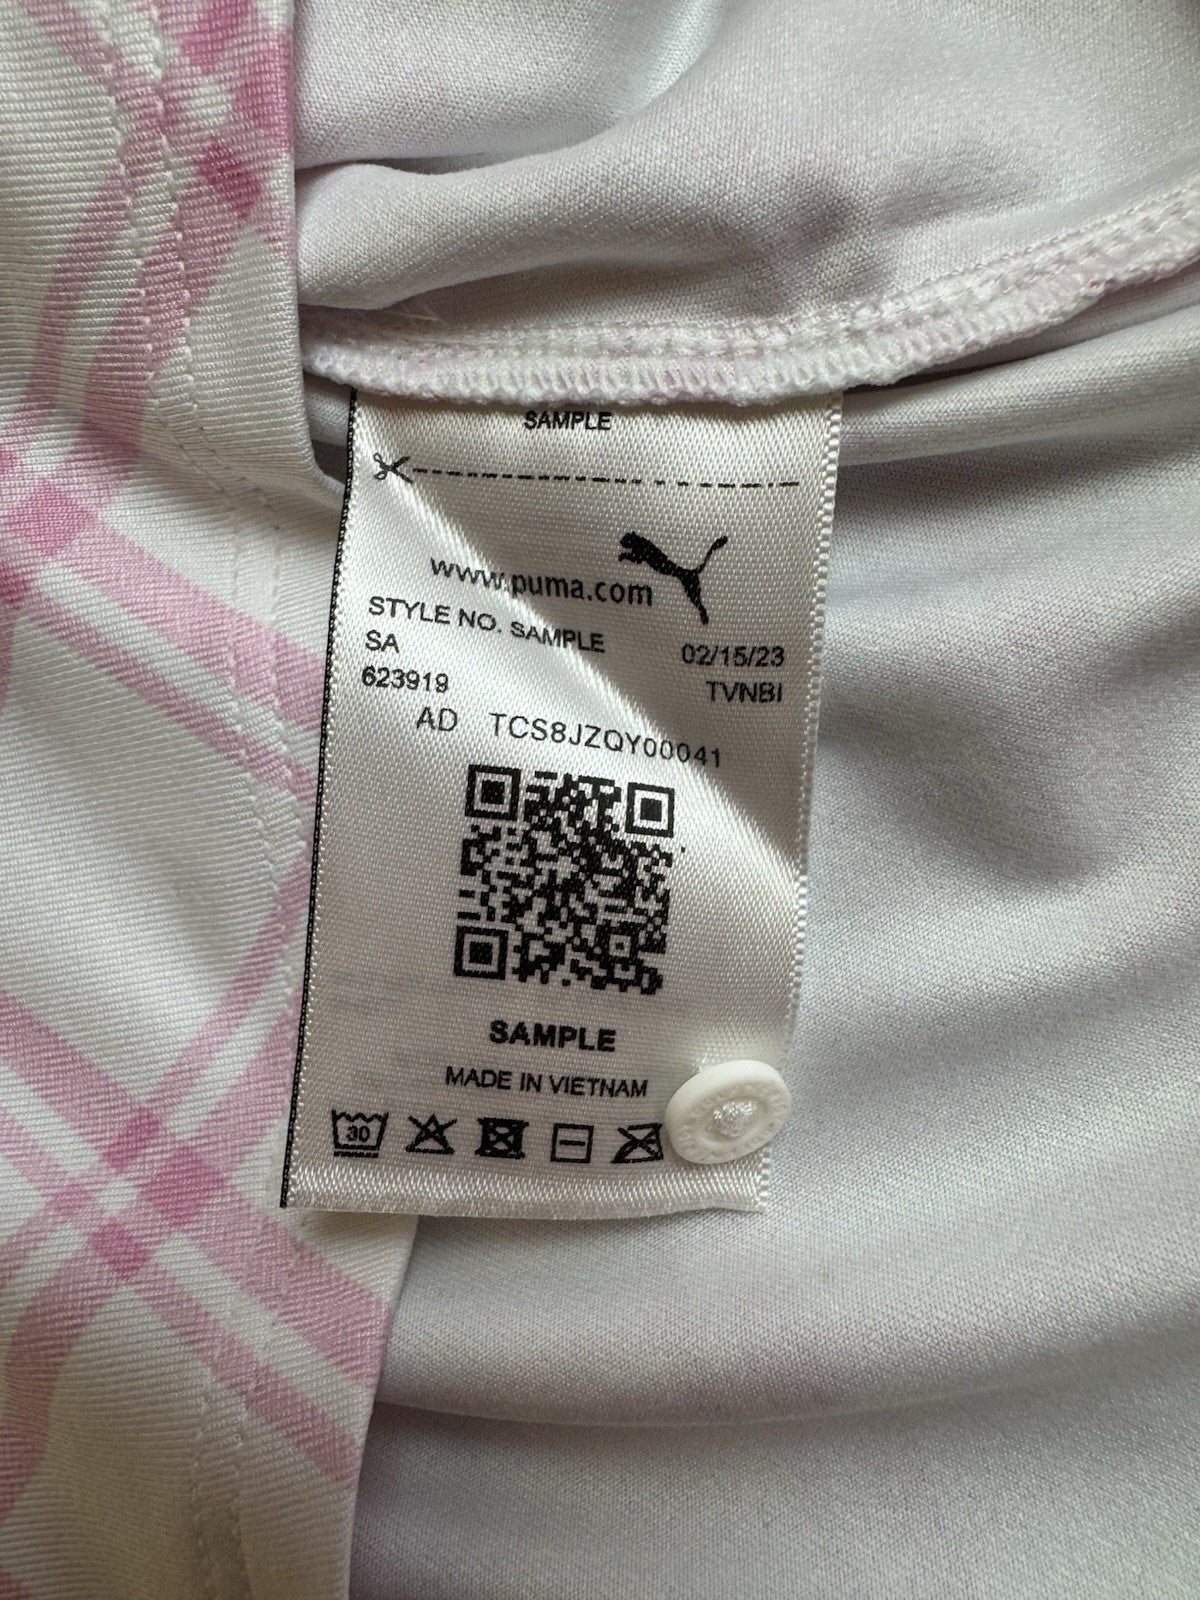 SAMPLE
www.puma.com
STYLE NO. SAMPLE
SA 02/15/23
623919 TVNBI
AD TCS8JZQY00041
SAMPLE
MADE IN VIETNAM
30